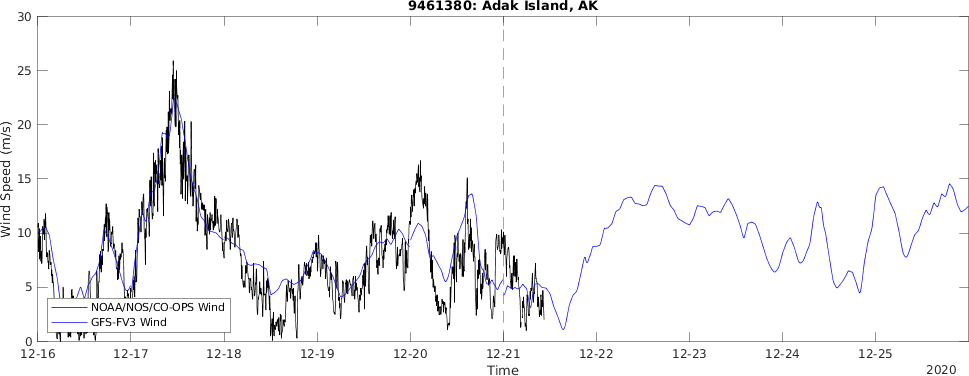 9461380: Adak Island, AK
30
25
20
15
10
5
0
Wind Speed (m/s)
NOAA/NOS/CO-OPS Wind
GFS-FV3 Wind
12-16 12-17 12-18 12-19 12-20 12-21 12-22 12-23 12-24 12-25
Time
2020